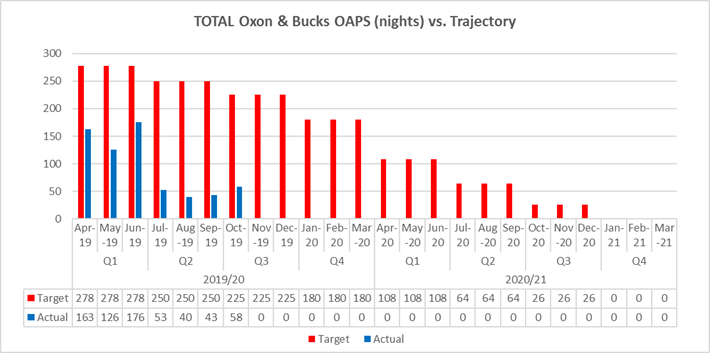 TOTAL Oxon & Bucks OAPS (nights) vs. Trajectory
300
250
200
150
100
50
0
Apr-19 May-19 Jun-19 Jul-19 Aug-19 Sep-19 Oct-19 Nov-19 Dec-19 Jan-20 Feb-20 Mar-20 Apr-20 May-20 Jun-20 Jul-20 Aug-20 Sep-20 Oct-20 Nov-20 Dec-20 Jan-21 Feb-21 Mar-21
Q1 Q2 Q3 Q4 Q1 Q2 Q3 Q4
2019/20 2020/21
Target 278 278 278 250 250 250 225 225 225 180 180 180 108 108 108 64 64 64 26 26 26 0 0 0
Actual 163 126 176 53 40 43 58 0 0 0 0 0 0 0 0 0 0 0 0 0 0 0 0 0
Target Actual